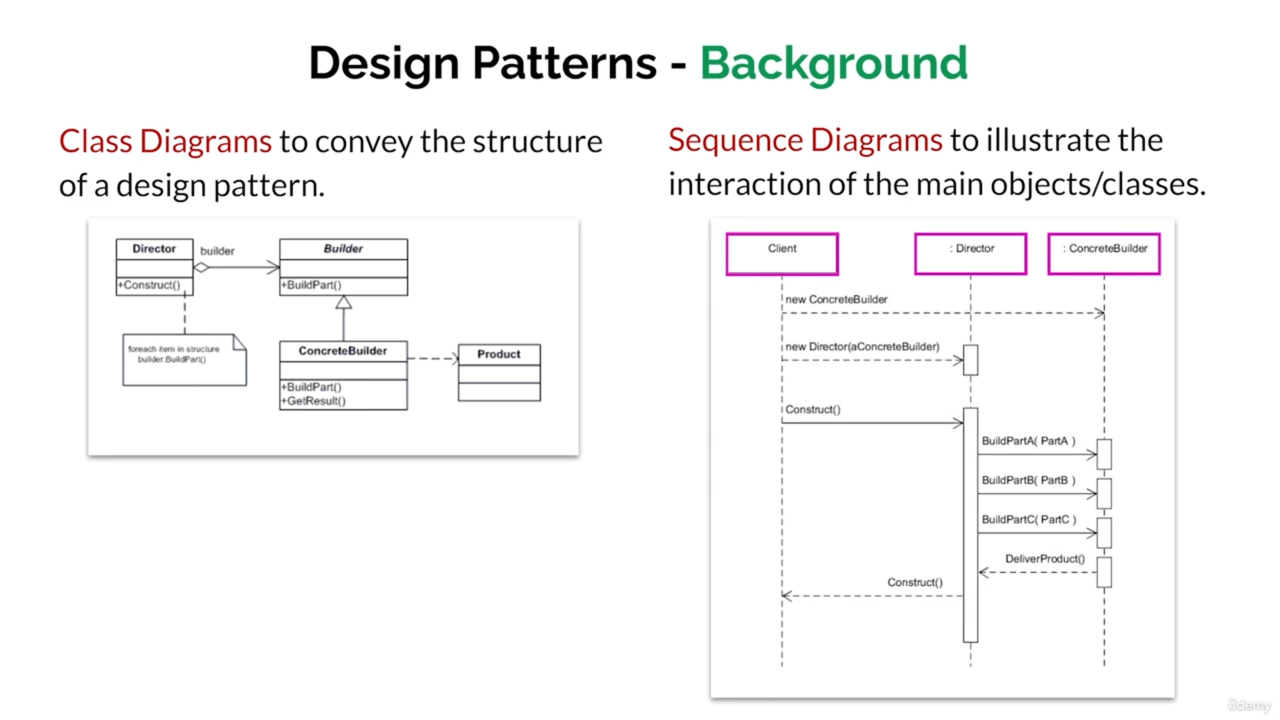 Design Patterns - Background
Class Diagrams to convey the structure
of a design pattern.
Director
builder
Builder
+Construct()
+BuildPart()
foreach item in structure
builder.BuildPart()
ConcreteBuilder
+BuildPart()
+GetResult()
Product
Sequence Diagrams to illustrate the
interaction of the main objects/classes.
Client
: Director
: ConcreteBuilder
new ConcreteBuilder
new Director(aConcreteBuilder)
Construct()
BuildPartA( PartA )
BuildPartB( PartB )
BuildPartC( PartC )
DeliverProduct()
Construct()
ûdemy